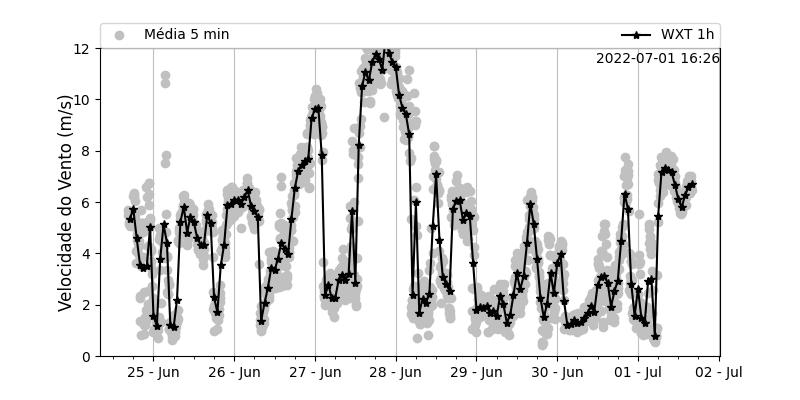 Média 5 min
WXT 1h
2022-07-01 16:26
Velocidade do Vento (m/s)
12
10
8
6
4
2
0
25 - Jun
26 - Jun
27 - Jun
28 - Jun
29 - Jun
30 - Jun
01 - Jul
02 - Jul